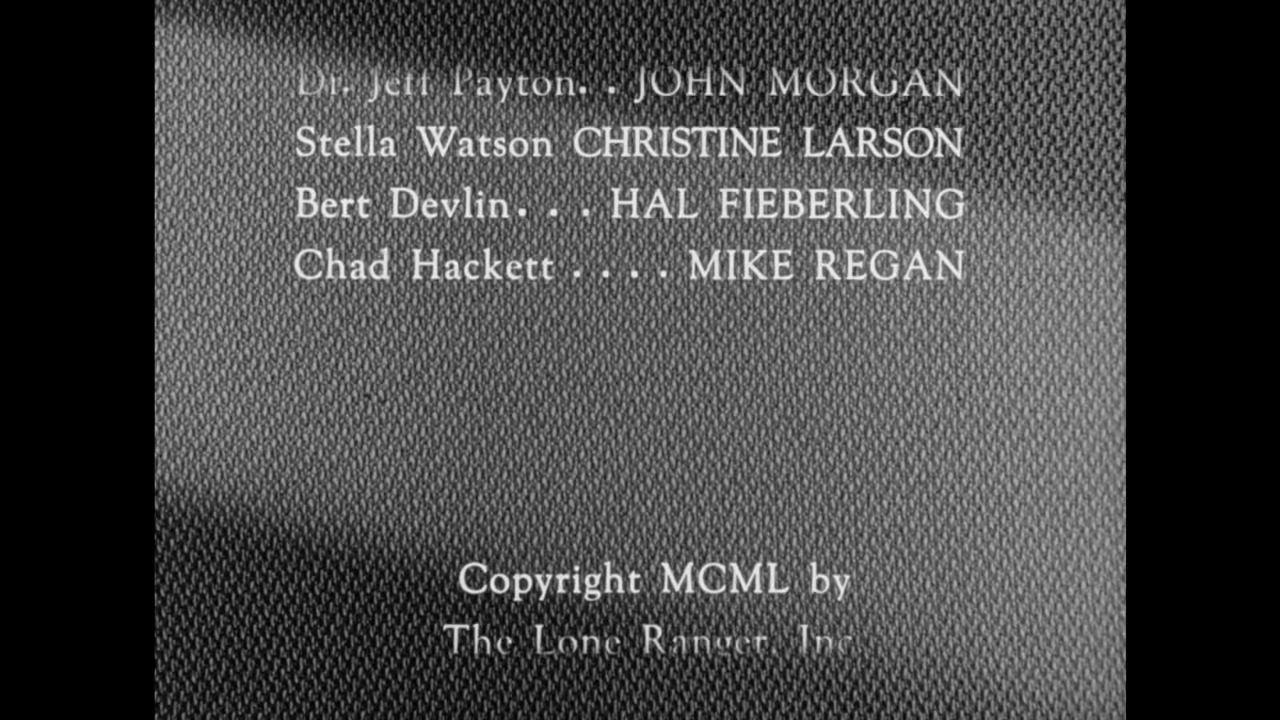 Dr. Jeff Payton. . JOHN MORGAN
Stella Watson CHRISTINE LARSON
Bert Devlin. . . HAL FIEBERLING
Chad Hackett . . . . MIKE REGAN
Copyright MCML by
The Lone Ranger, Inc.